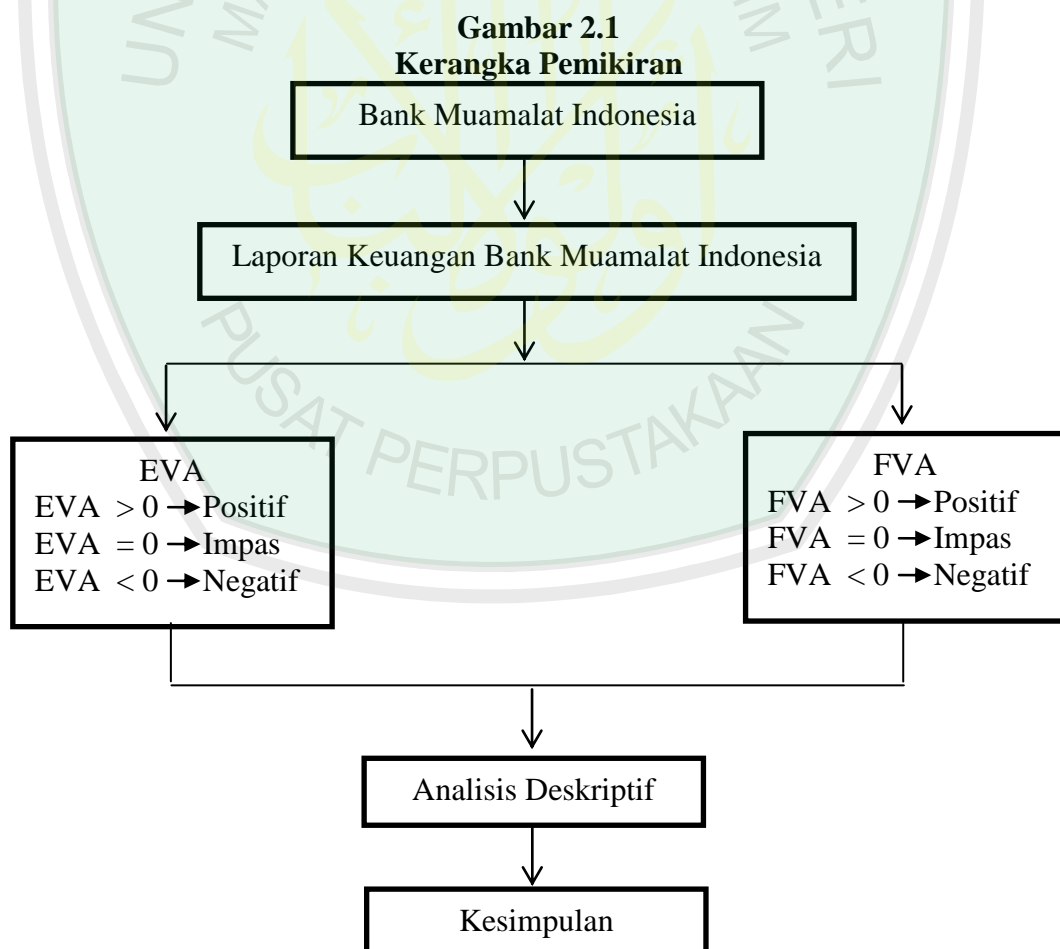 Gambar 2.1
Kerangka Pemikiran
Bank Muamalat Indonesia
Laporan Keuangan Bank Muamalat Indonesia
EVA
EVA > 0 → Positif
EVA = 0 → Impas
EVA < 0 → Negatif
FVA
FVA > 0 → Positif
FVA = 0 → Impas
FVA < 0 → Negatif
PUSAT PERPUSTAKAAN
Analisis Deskriptif
Kesimpulan